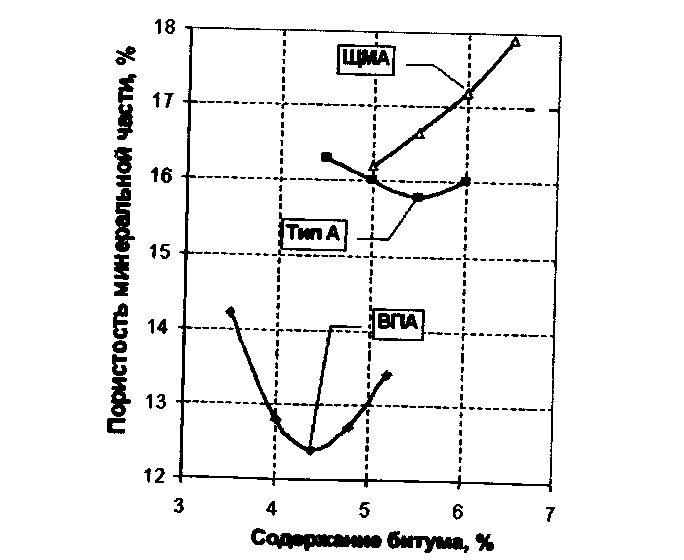 18
17
16
15
14
13
12
Пористость минеральной части, %
ЩМА
Тип А
ВПА
3 4 5 6 7
Содержание битума, %